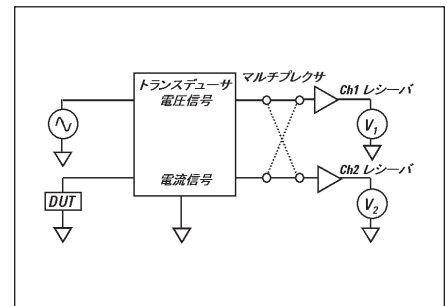 トランスデューサ
電圧信号
マルチプレクサ
Ch1 レシーバ
V1
電流信号
Ch2 レシーバ
DUT
V2